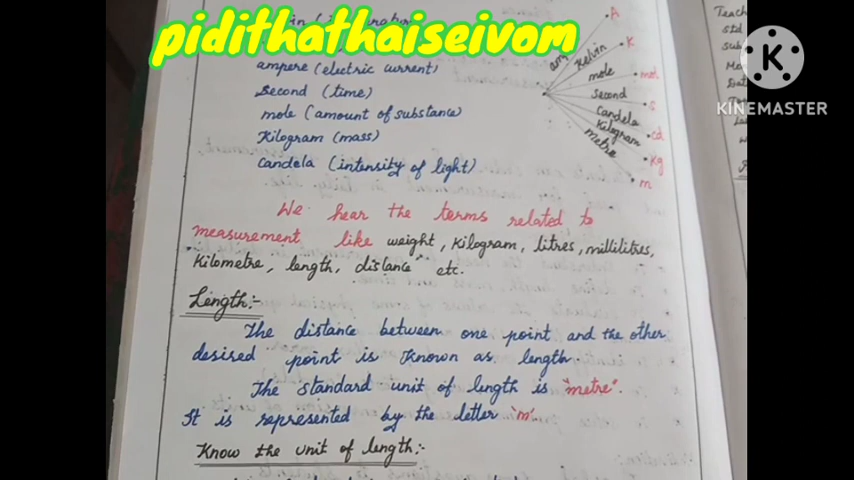 pidithathaiseivom
KINEMASTER
ampere (electric current)
Second (time)
mole (amount of substance)
Kilogram (mass)
Candela (intensity of light)
A
Kelvin K
mole mol
Second s
Candela cd
Kilogram Kg
metre m
We hear the terms related to
measurement like weight, Kilogram, litres, millilitres,
Kilometre, length, distance" etc.
Length:-
The distance between one point and the other
desired point is Known as length.
The standard unit of length is "metre".
It is represented by the letter 'm'
Know the unit of length:-